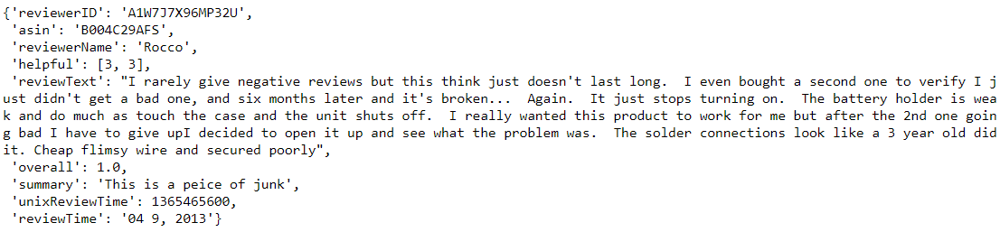 {'reviewerID': 'A1W7J7X96MP32U',
 'asin': 'B004C29AFS',
 'reviewerName': 'Rocco',
 'helpful': [3, 3],
 'reviewText': "I rarely give negative reviews but this think just doesn't last long.  I even bought a second one to verify I j
ust didn't get a bad one, and six months later and it's broken...  Again.  It just stops turning on.  The battery holder is wea
k and do much as touch the case and the unit shuts off.  I really wanted this product to work for me but after the 2nd one goin
g bad I have to give upI decided to open it up and see what the problem was.  The solder connections look like a 3 year old did
it. Cheap flimsy wire and secured poorly",
 'overall': 1.0,
 'summary': 'This is a peice of junk',
 'unixReviewTime': 1365465600,
 'reviewTime': '04 9, 2013'}